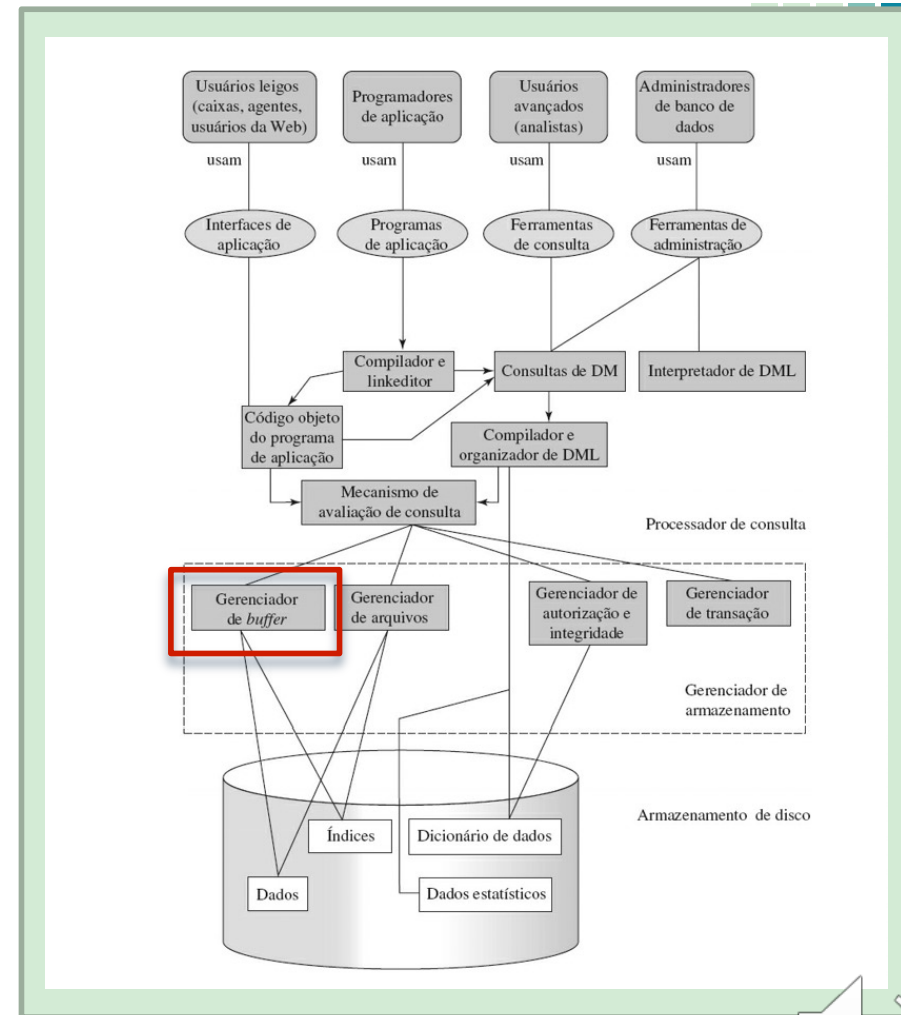 Usuários leigos
(caixas, agentes,
usuários da Web)
Programadores
de aplicação
Usuários
avançados
(analistas)
Administradores
de banco de
dados
usam
usam
usam
usam
Interfaces de
aplicação
Programas
de aplicação
Ferramentas
de consulta
Ferramentas de
administração
Compilador e
linkeditor
Consultas de DM
Interpretador de DML
Código objeto
do programa
de aplicação
Compilador e
organizador de DML
Mecanismo de
avaliação de consulta
Processador de consulta
Gerenciador
de buffer
Gerenciador
de arquivos
Gerenciador de
autorização e
integridade
Gerenciador
de transação
Gerenciador de
armazenamento
Armazenamento de disco
Índices
Dicionário de dados
Dados
Dados estatísticos